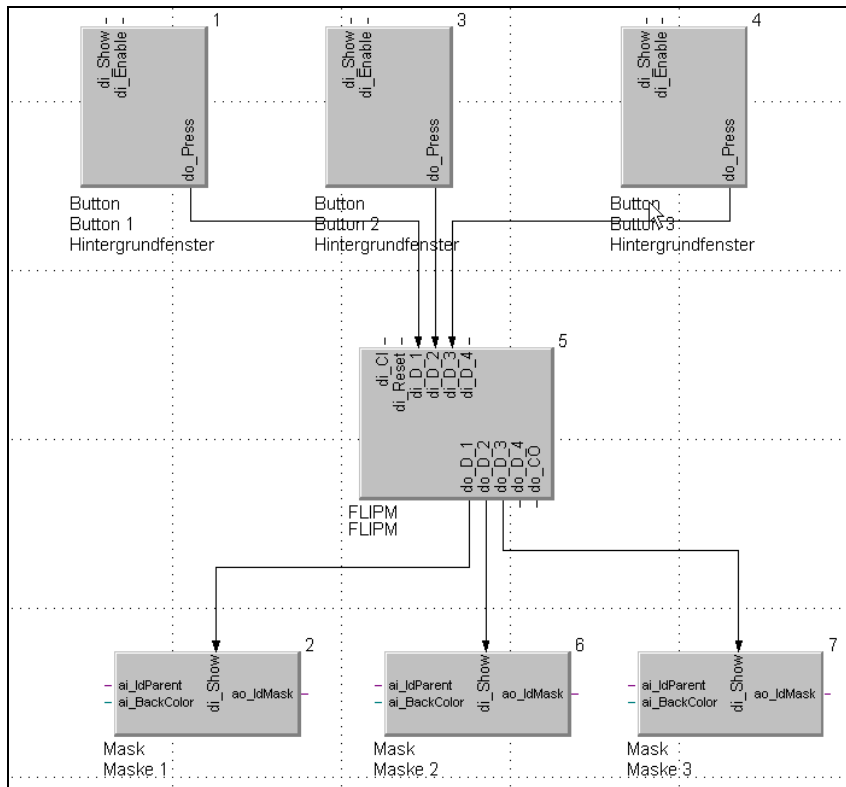 1
di_Show
di_Enable
do_Press
Button
Button 1
Hintergrundfenster
3
di_Show
di_Enable
do_Press
Button
Button 2
Hintergrundfenster
4
di_Show
di_Enable
do_Press
Button
Button 3
Hintergrundfenster
5
di_CI
di_Reset
di_D_1
di_D_2
di_D_3
di_D_4
do_D_1
do_D_2
do_D_3
do_D_4
do_CO
FLIPM
FLIPM
2
ai_IdParent
ai_BackColor
di_Show
ao_IdMask
Mask
Maske 1
6
ai_IdParent
ai_BackColor
di_Show
ao_IdMask
Mask
Maske 2
7
ai_IdParent
ai_BackColor
di_Show
ao_IdMask
Mask
Maske 3